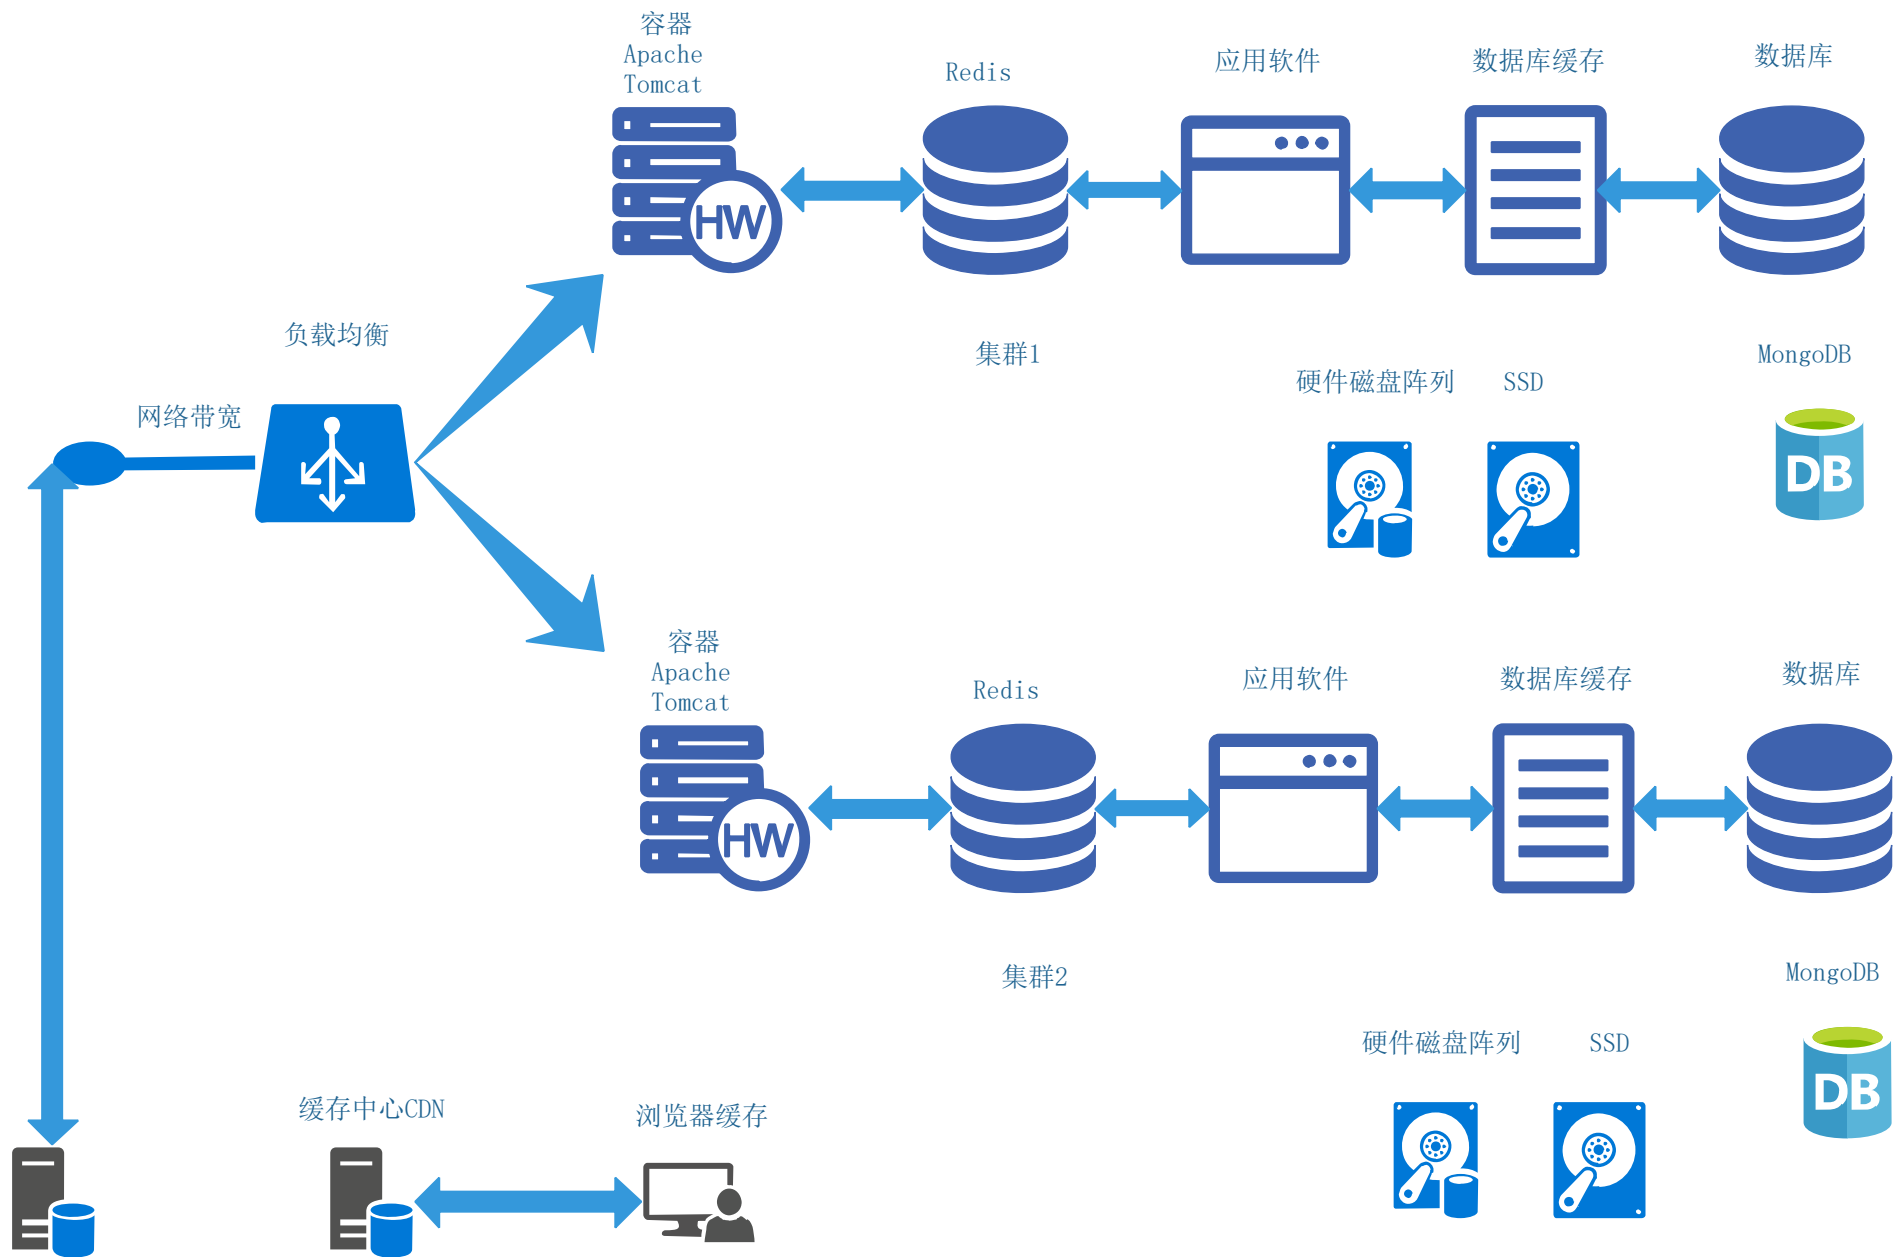 容器
Apache
Tomcat
Redis
应用软件
数据库缓存
数据库
HW
负载均衡
集群1
MongoDB
硬件磁盘阵列
SSD
网络带宽
DB
容器
Apache
Tomcat
Redis
应用软件
数据库缓存
数据库
HW
集群2
MongoDB
硬件磁盘阵列
SSD
DB
缓存中心CDN
浏览器缓存